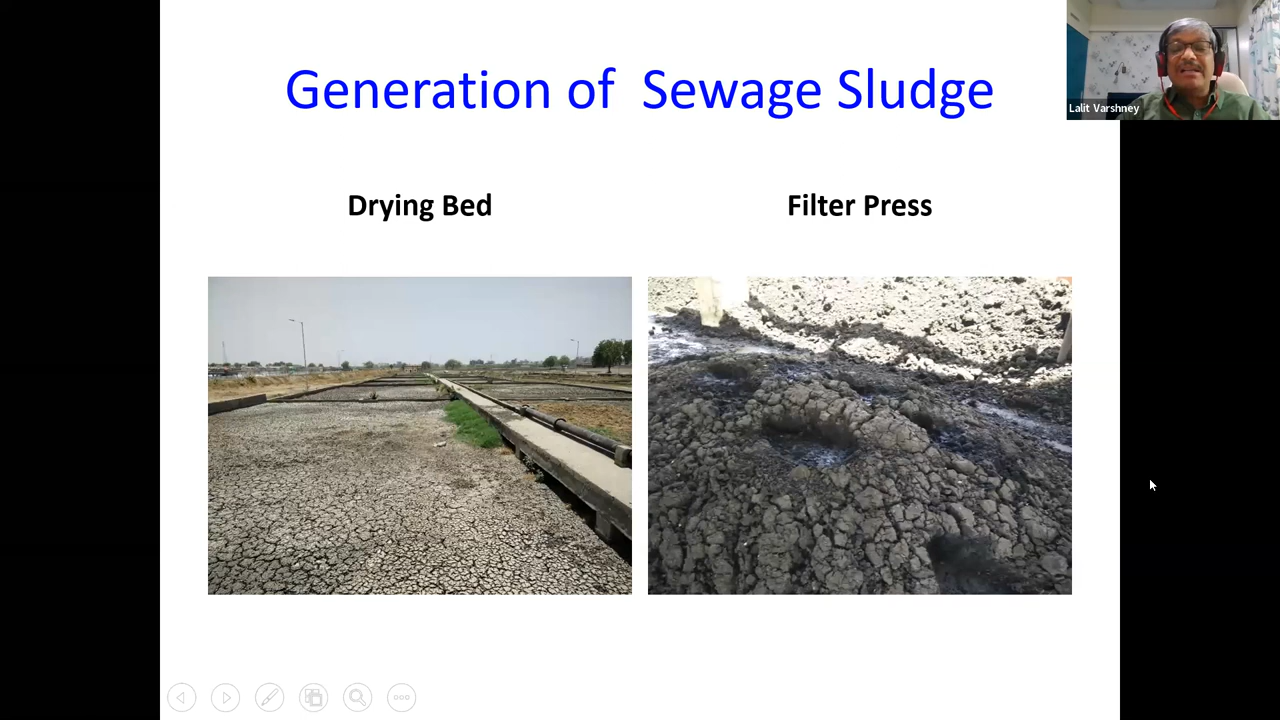 Generation of Sewage Sludge
Lalit Varshney
Drying Bed
Filter Press